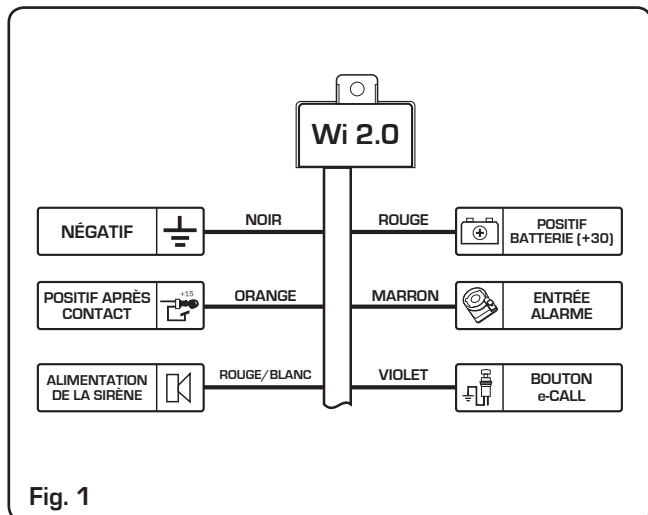 Wi 2.0
NÉGATIF
NOIR
ROUGE
POSITIF
BATTERIE (+30)
POSITIF APRÈS
CONTACT
+15
ORANGE
MARRON
ENTRÉE
ALARME
ALIMENTATION
DE LA SIRÈNE
ROUGE/BLANC
VIOLET
BOUTON
e-CALL
Fig. 1